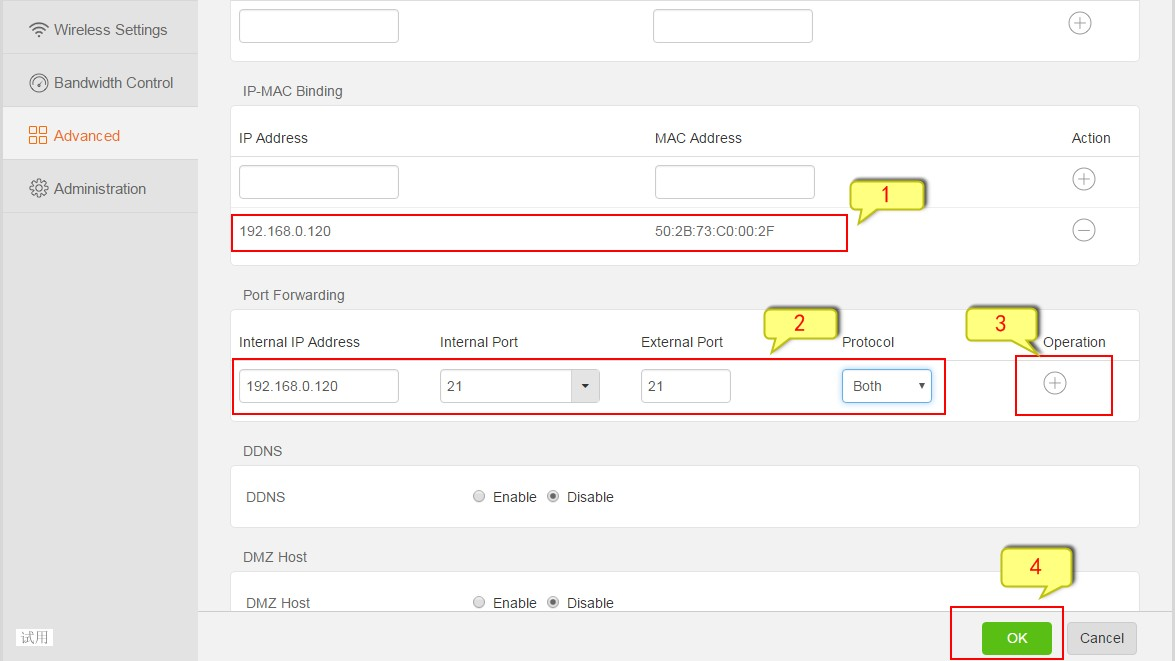 Wireless Settings
Bandwidth Control
Advanced
Administration
IP-MAC Binding
IP Address MAC Address Action
1
192.168.0.120 50:2B:73:C0:00:2F
Port Forwarding
2 3
Internal IP Address Internal Port External Port Protocol Operation
192.168.0.120 21 21 Both
DDNS
DDNS Enable Disable
DMZ Host
4
DMZ Host Enable Disable
试用
OK Cancel